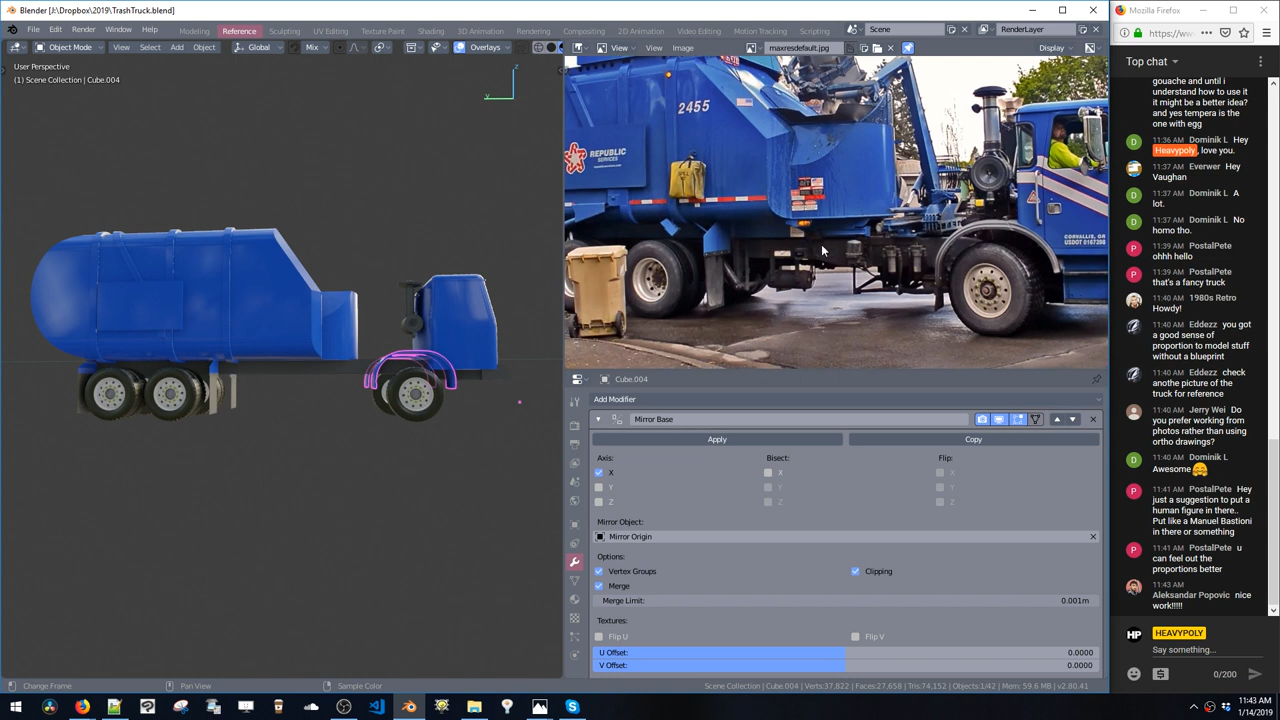 Blender [J:\Dropbox\2019\TrashTruck.blend]
File Edit Render Window Help Modeling Reference Sculpting UV Editing Texture Paint Shading Animation Rendering Compositing 2D Animation Video Editing Motion Tracking Scripting Scene RenderLayer
Object Mode View Select Add Object Global Mix Overlays View View Image maxresdefault.jpg Display
User Perspective
(1) Scene Collection | Cube.004
z
Y
2455
REPUBLIC
SERVICES
CORVALLIS, OR
USDOT 0167208
Cube.004
Add Modifier
Mirror Base
Apply Copy
Axis: Bisect: Flip:
X X X
Y Y Y
Z Z Z
Mirror Object:
Mirror Origin
Options:
Vertex Groups Clipping
Merge
Merge Limit: 0.001m
Textures:
Flip U Flip V
U Offset: 0.0000
V Offset: 0.0000
Change Frame Pan View Sample Color Scene Collection | Cube.004 | Verts:37,822 | Faces:27,658 | Tris:74,152 | Objects:1/42 | Mem: 59.6 MB | v2.80.41
Mozilla Firefox
https://ww
Top chat
gouache and until i
understand how to use it
it might be a better idea?
and yes tempera is the
one with egg
D 11:36 AM Dominik L Hey
Heavypoly, love you.
11:37 AM Everwer Hey
Vaughan
D 11:37 AM Dominik L A
lot.
D 11:37 AM Dominik L No
homo tho.
P 11:39 AM PostalPete
ohhh hello
P 11:39 AM PostalPete
that's a fancy truck
11:40 AM 1980s Retro
Howdy!
11:40 AM Eddezz you got
a good sense of
proportion to model stuff
without a blueprint
11:40 AM Eddezz check
anothe picture of the
truck for reference
11:40 AM Jerry Wei Do
you prefer working from
photos rather than using
ortho drawings?
D 11:40 AM Dominik L
Awesome
P 11:41 AM PostalPete Hey
just a suggestion to put a
human figure in there..
Put like a Manuel Bastioni
in there or something
P 11:41 AM PostalPete u
can feel out the
proportions better
11:43 AM
Aleksandar Popovic nice
work!!!!!
HP HEAVYPOLY
Say something...
0/200
11:43 AM
1/14/2019